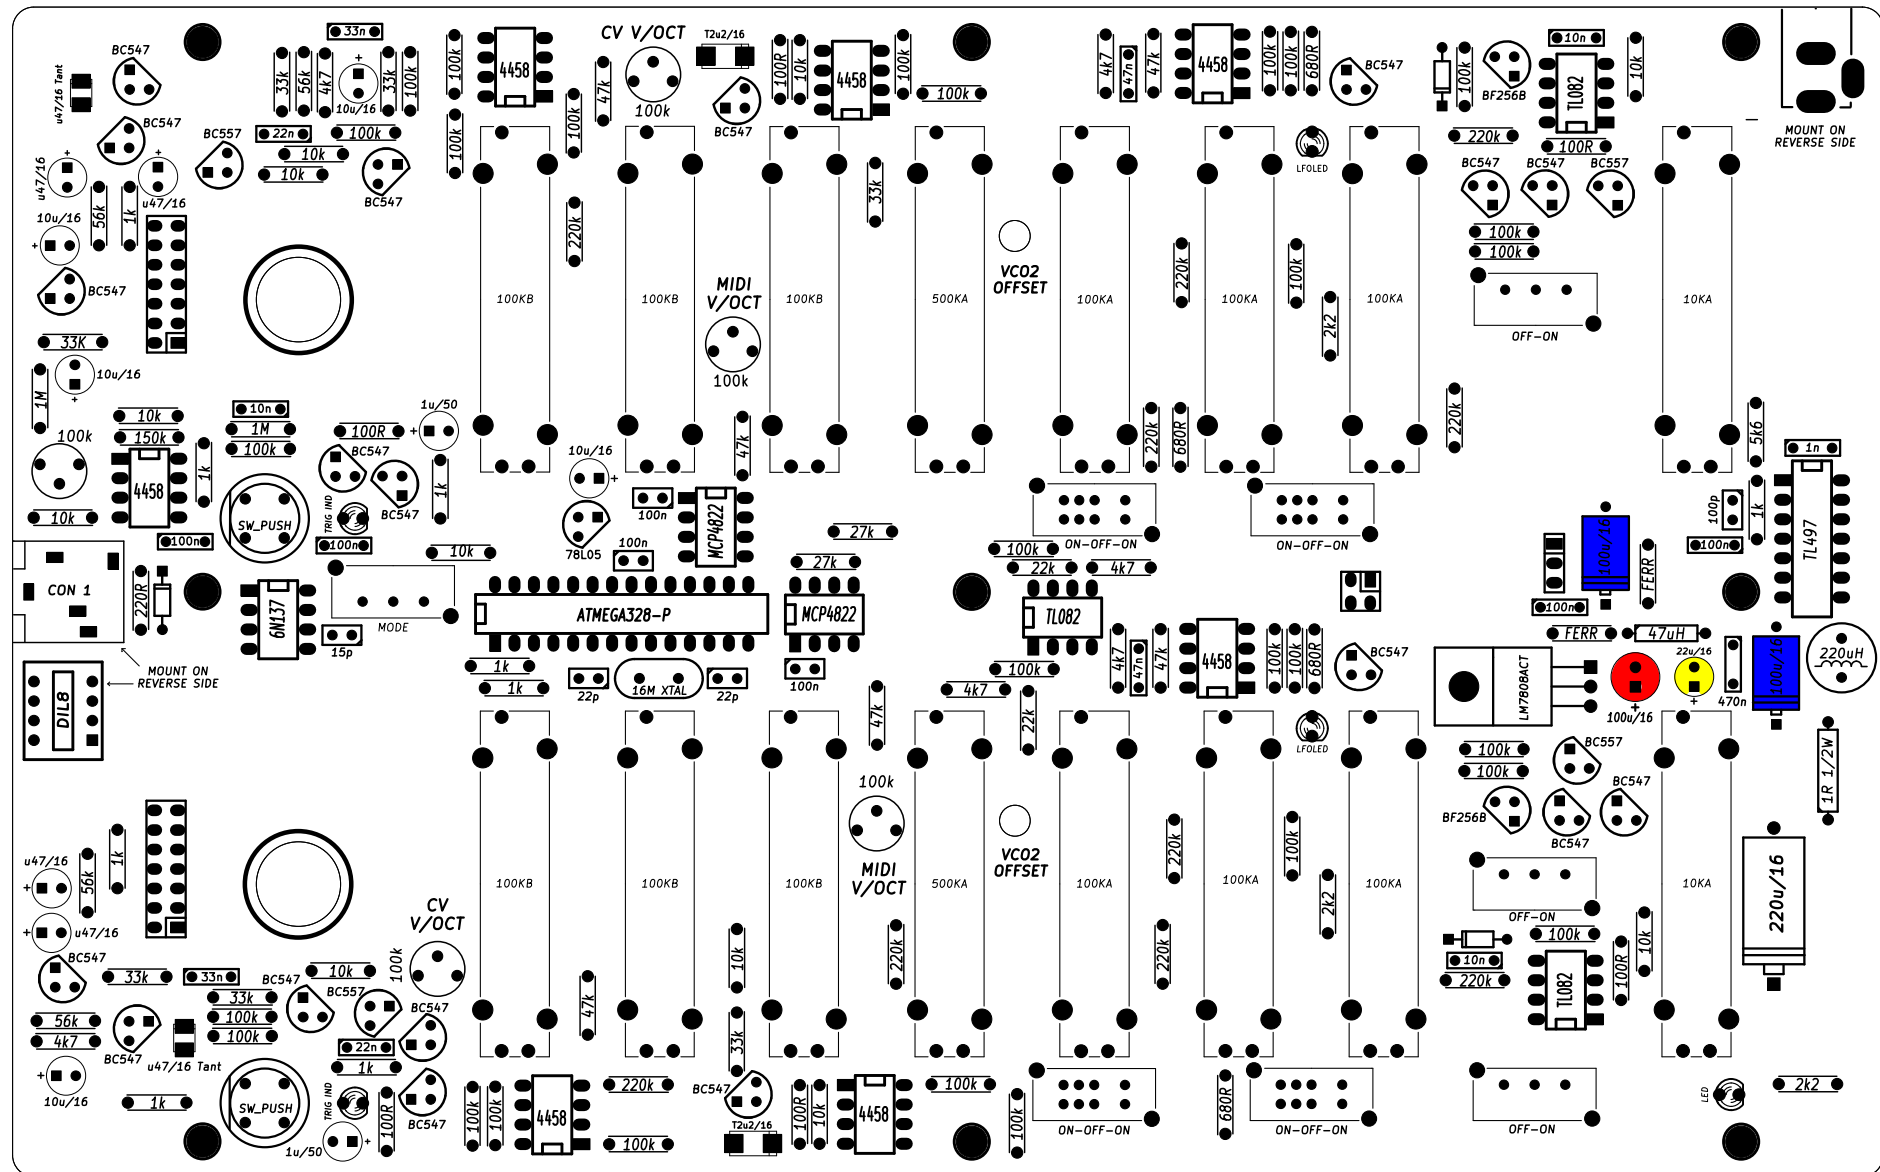 33n
CV V/OCT
T2u2/16
BC547
u47/16 Tant
33k
56k
4k7
10u/16
33k
100k
100k
4458
47k
100k
100R
10k
4458
100k
100k
4k7
47n
47k
4458
100k
100k
680R
BC547
100k
BF256B
10n
TL082
10k
MOUNT ON
REVERSE SIDE
BC547
BC557
22n
100k
10k
10k
BC547
100k
100k
BC547
220k
100R
LFOLED
BC547
BC547
BC557
u47/16
u47/16
56k
1k
10u/16
BC547
220k
33k
100k
100k
MIDI
V/OCT
100k
VCO2
OFFSET
220k
100k
2k2
OFF-ON
100KB
100KB
100KB
500KA
100KA
100KA
100KA
10KA
33K
10u/16
1M
100k
10k
150k
4458
1k
10n
1M
100k
100R
1u/50
BC547
BC547
1k
SW_PUSH
TRIG IND
10k
100n
100n
10k
10u/16
78L05
100n
100n
47k
MCP4822
27k
27k
220k
680R
220k
5k6
1n
TL497
100p
1k
100n
ON-OFF-ON
ON-OFF-ON
100k
22k
4k7
100u/16
FERR
100n
CON 1
220R
6N137
15p
MODE
ATMEGA328-P
MCP4822
TL082
MOUNT ON
REVERSE SIDE
DIL8
1k
1k
22p
16M XTAL
22p
100n
100k
4k7
22k
47k
4k7
47n
47k
4458
100k
100k
680R
BC547
FERR
47uH
LM780BACT
100u/16
22u/16
470n
100u/16
220uH
1R 1/2W
LFOLED
100k
100k
BC557
BF256B
BC547
BC547
100k
MIDI
V/OCT
VCO2
OFFSET
220k
100k
2k2
OFF-ON
220u/16
100KB
100KB
100KB
500KA
100KA
100KA
100KA
10KA
1k
56k
u47/16
u47/16
CV
V/OCT
100k
BC547
33k
33n
10k
BC547
BC557
BC547
33k
100k
100k
56k
4k7
BC547
u47/16 Tant
10u/16
1k
22n
1k
SW_PUSH
TRIG IND
100R
BC547
1u/50
47k
10k
33k
220k
220k
100k
10n
220k
TL082
100R
10k
100k
100k
4458
220k
100k
BC547
T2u2/16
100R
10k
4458
100k
100k
ON-OFF-ON
680R
ON-OFF-ON
OFF-ON
LED
2k2